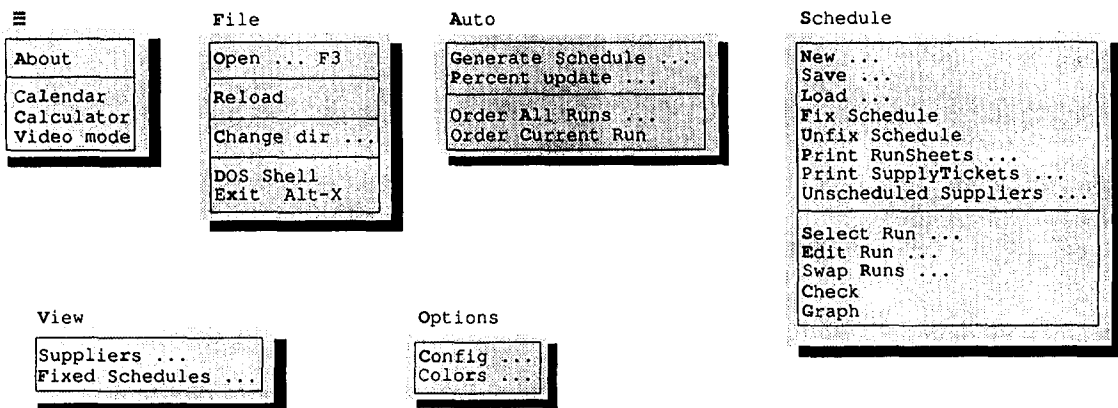 ≡
About
Calendar
Calculator
Video mode
File
Open ... F3
Reload
Change dir ...
DOS Shell
Exit Alt-X
Auto
Generate Schedule ...
Percent update ...
Order All Runs ...
Order Current Run
Schedule
New ...
Save ...
Load ...
Fix Schedule
Unfix Schedule
Print RunSheets ...
Print SupplyTickets ...
Unscheduled Suppliers ...
Select Run ...
Edit Run ...
Swap Runs ...
Check
Graph
View
Suppliers ...
Fixed Schedules ...
Options
Config ...
Colors ...